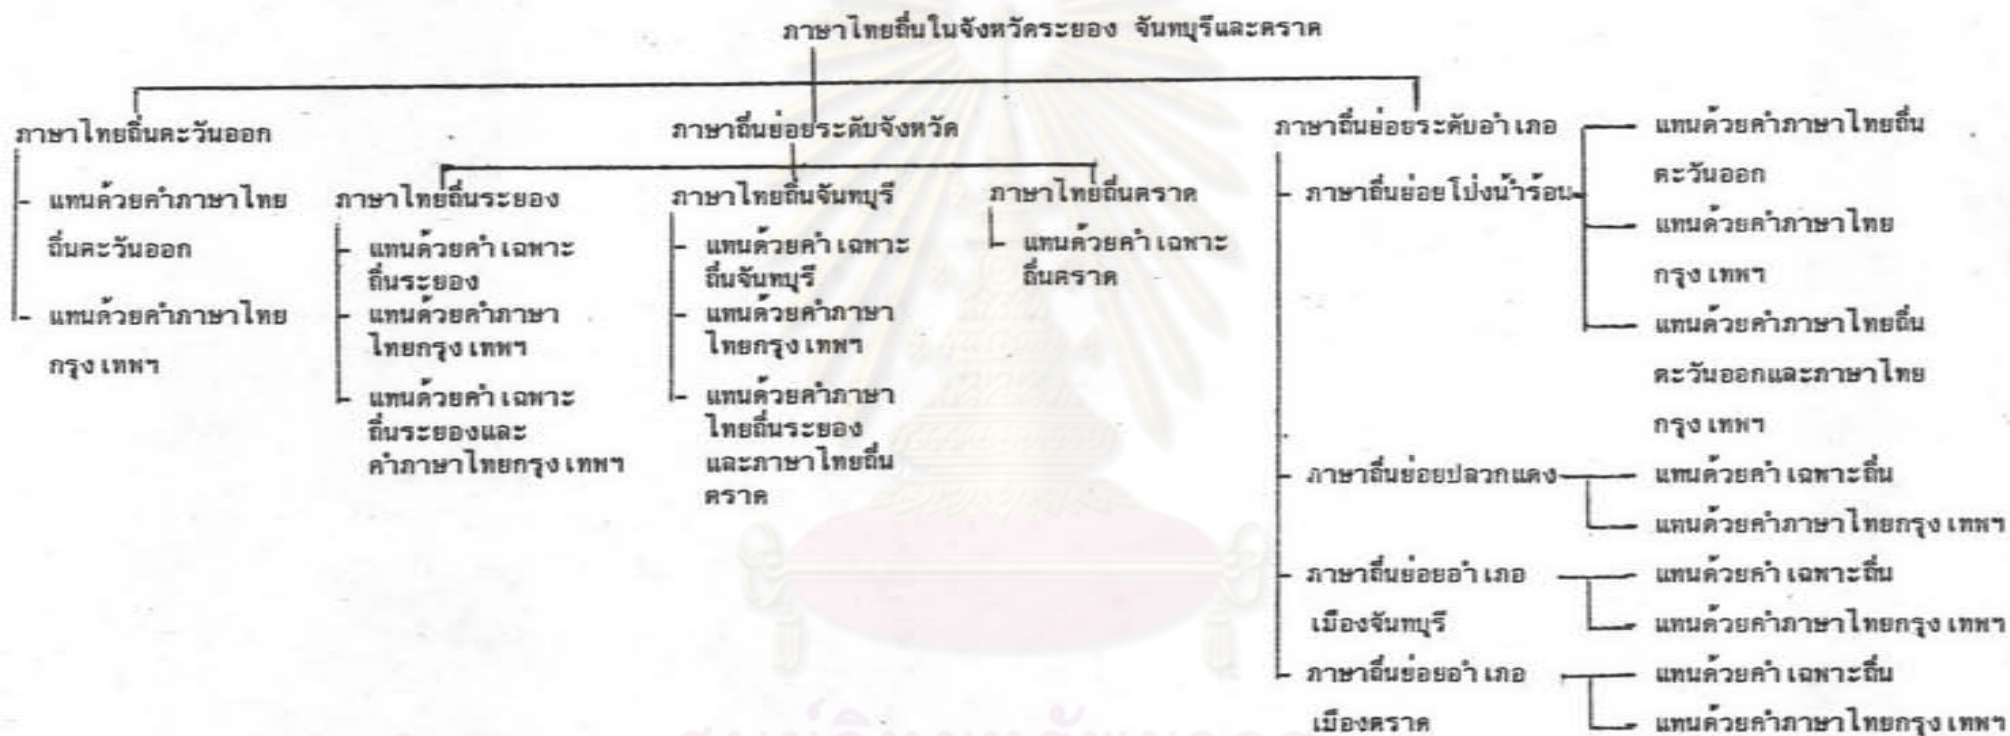 ภาษาไทยถิ่นในจังหวัดระยอง จันทบุรีและตราด
ภาษาไทยถิ่นตะวันออก
- แทนด้วยคำภาษาไทย
ถิ่นตะวันออก
- แทนด้วยคำภาษาไทย
กรุงเทพฯ
ภาษาถิ่นย่อยระดับจังหวัด
ภาษาไทยถิ่นระยอง
- แทนด้วยคำเฉพาะ
ถิ่นระยอง
- แทนด้วยคำภาษา
ไทยกรุงเทพฯ
- แทนด้วยคำเฉพาะ
ถิ่นระยองและ
คำภาษาไทยกรุงเทพฯ
ภาษาไทยถิ่นจันทบุรี
- แทนด้วยคำเฉพาะ
ถิ่นจันทบุรี
- แทนด้วยคำภาษา
ไทยกรุงเทพฯ
- แทนด้วยคำภาษา
ไทยถิ่นระยอง
และภาษาไทยถิ่น
ตราด
ภาษาไทยถิ่นตราด
- แทนด้วยคำเฉพาะ
ถิ่นตราด
ภาษาถิ่นย่อยระดับอำเภอ
- ภาษาถิ่นย่อยโป่งน้ำร้อน
แทนด้วยคำภาษาไทยถิ่น
ตะวันออก
แทนด้วยคำภาษาไทย
กรุงเทพฯ
แทนด้วยคำภาษาไทยถิ่น
ตะวันออกและภาษาไทย
กรุงเทพฯ
- ภาษาถิ่นย่อยปลวกแดง
แทนด้วยคำเฉพาะถิ่น
แทนด้วยคำภาษาไทยกรุงเทพฯ
- ภาษาถิ่นย่อยอำเภอ
เมืองจันทบุรี
แทนด้วยคำเฉพาะถิ่น
แทนด้วยคำภาษาไทยกรุงเทพฯ
- ภาษาถิ่นย่อยอำเภอ
เมืองตราด
แทนด้วยคำเฉพาะถิ่น
แทนด้วยคำภาษาไทยกรุงเทพฯ